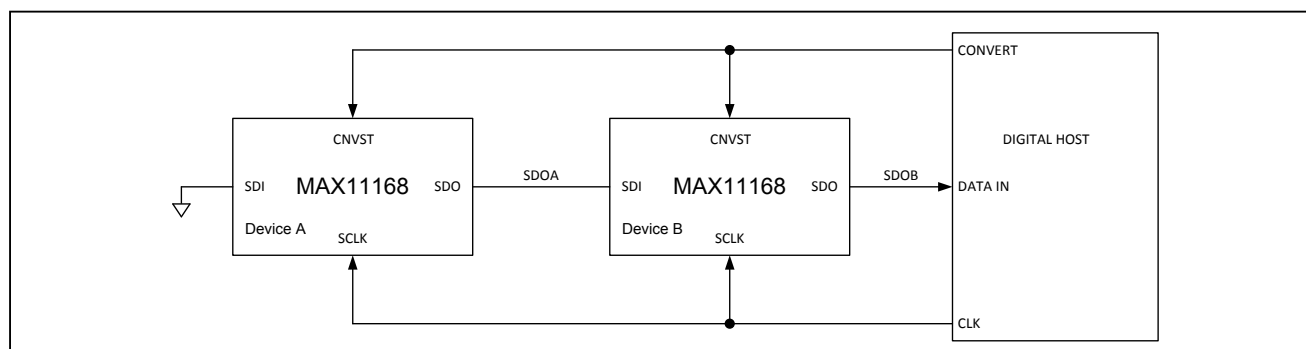 CONVERT
CNVST CNVST DIGITAL HOST
SDI MAX11168 SDO SDOA SDI MAX11168 SDO SDOB DATA IN
Device A Device B
SCLK SCLK
CLK